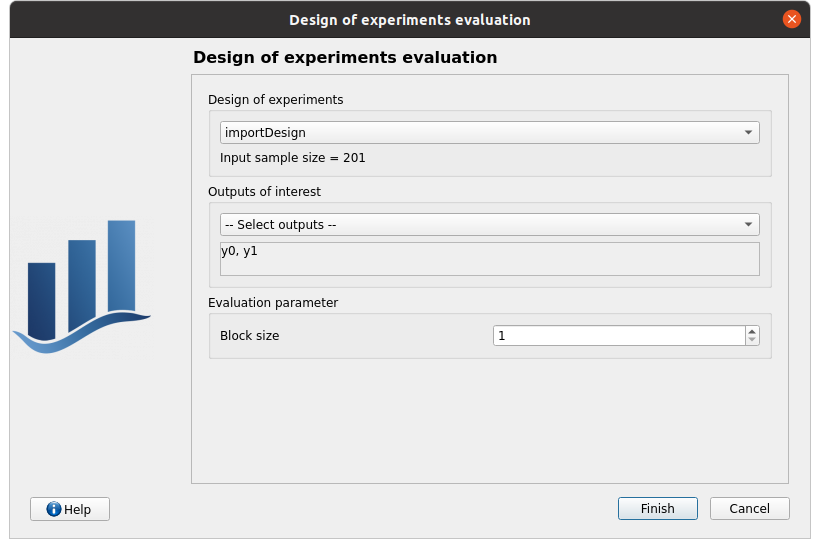 Design of experiments evaluation
Design of experiments evaluation
Design of experiments
importDesign
Input sample size = 201
Outputs of interest
-- Select outputs --
y0, y1
Evaluation parameter
Block size
1
Help
Finish
Cancel